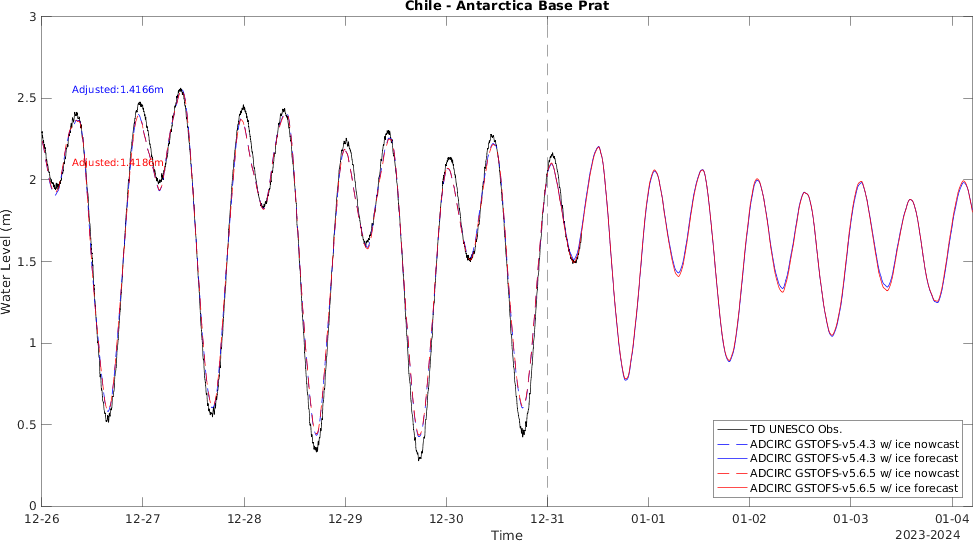 Chile - Antarctica Base Prat
3
2.5
2
1.5
1
0.5
0
Water Level (m)
Adjusted:1.4166m
Adjusted:1.4186m
TD UNESCO Obs.
ADCIRC GSTOFS-v5.4.3 w/ ice nowcast
ADCIRC GSTOFS-v5.4.3 w/ ice forecast
ADCIRC GSTOFS-v5.6.5 w/ ice nowcast
ADCIRC GSTOFS-v5.6.5 w/ ice forecast
12-26 12-27 12-28 12-29 12-30 12-31 01-01 01-02 01-03 01-04
Time
2023-2024